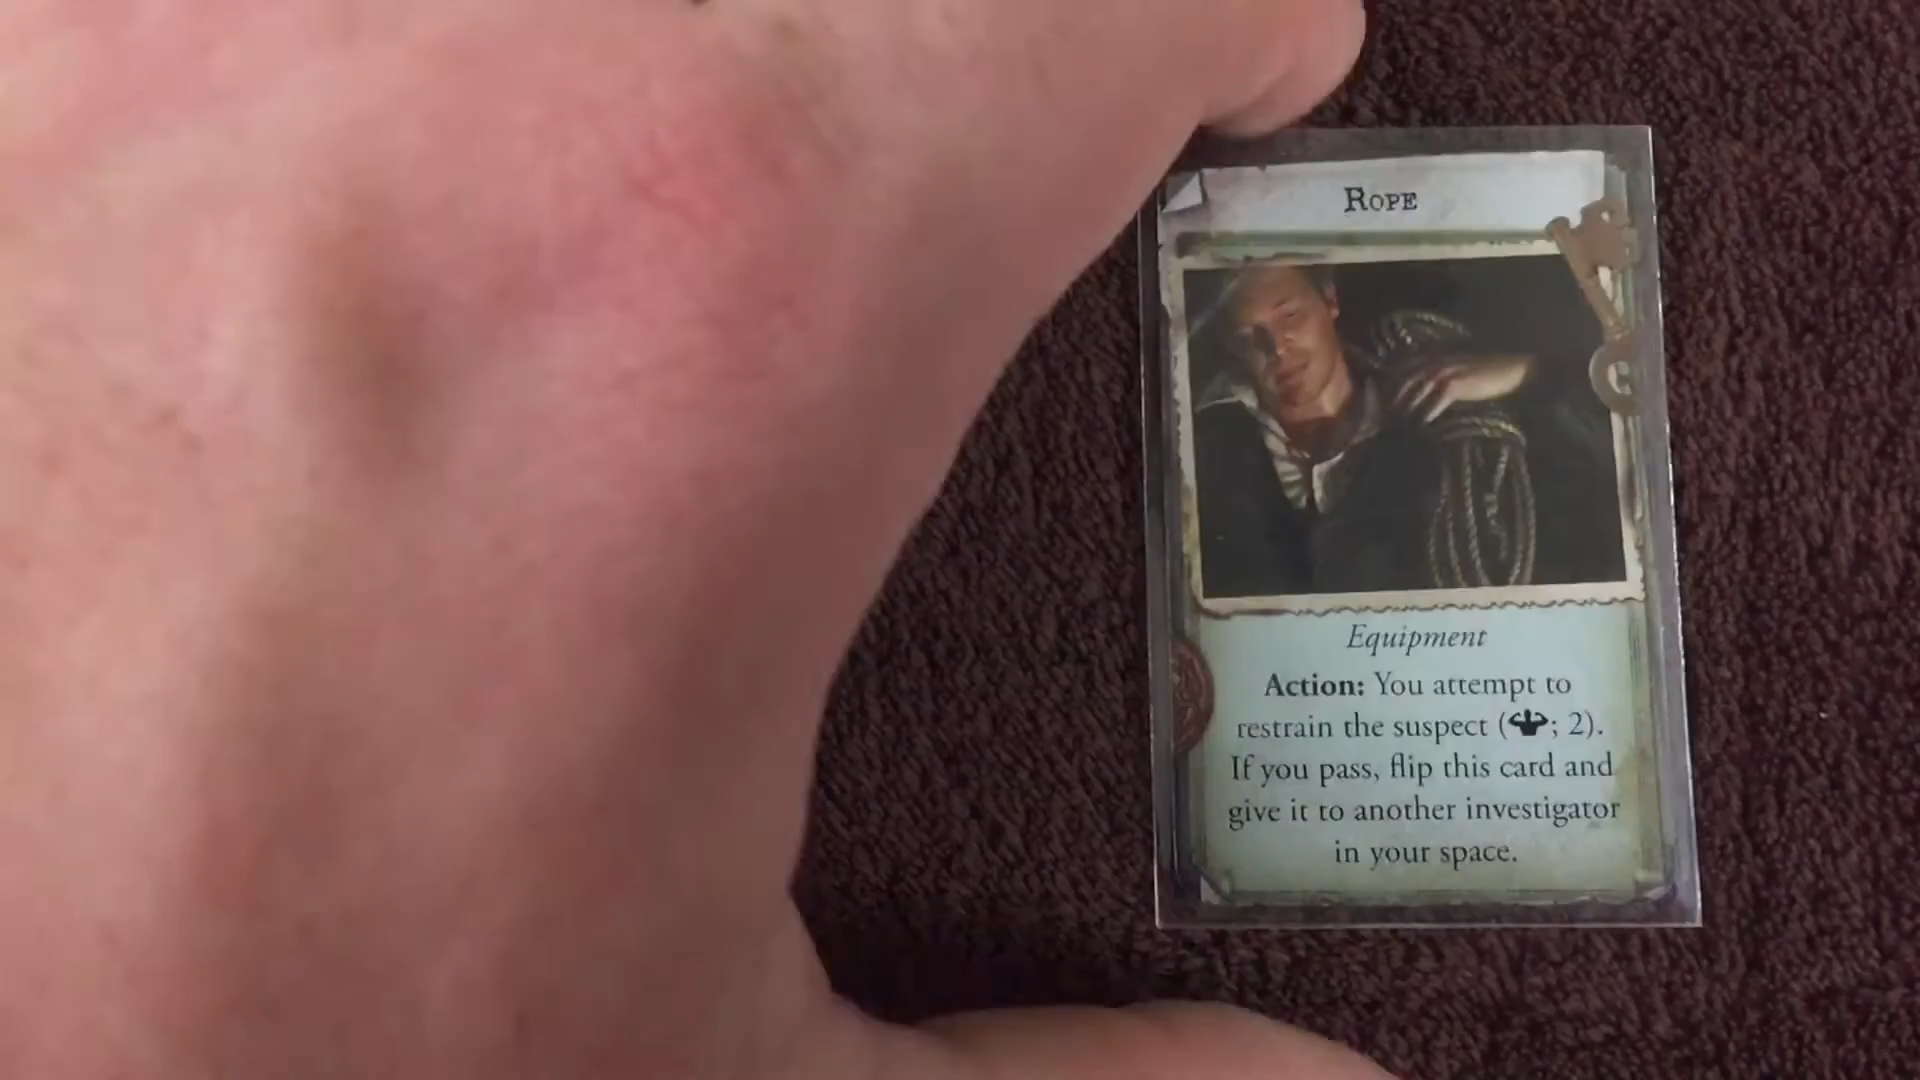 ROPE
Equipment
Action: You attempt to
restrain the suspect (; 2).
If you pass, flip this card and
give it to another investigator
in your space.